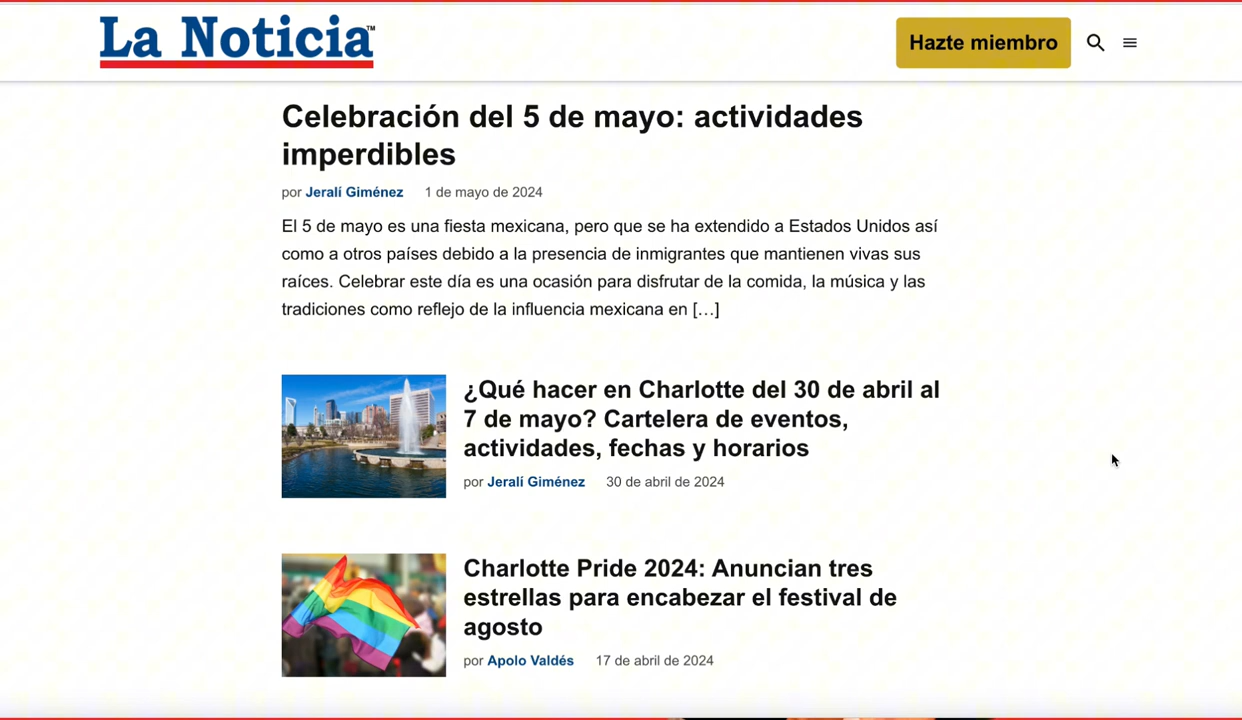 La Noticia™
Hazte miembro
Celebración del 5 de mayo: actividades
imperdibles
por Jeralí Giménez 1 de mayo de 2024
El 5 de mayo es una fiesta mexicana, pero que se ha extendido a Estados Unidos así
como a otros países debido a la presencia de inmigrantes que mantienen vivas sus
raíces. Celebrar este día es una ocasión para disfrutar de la comida, la música y las
tradiciones como reflejo de la influencia mexicana en […]
¿Qué hacer en Charlotte del 30 de abril al
7 de mayo? Cartelera de eventos,
actividades, fechas y horarios
por Jeralí Giménez 30 de abril de 2024
Charlotte Pride 2024: Anuncian tres
estrellas para encabezar el festival de
agosto
por Apolo Valdés 17 de abril de 2024